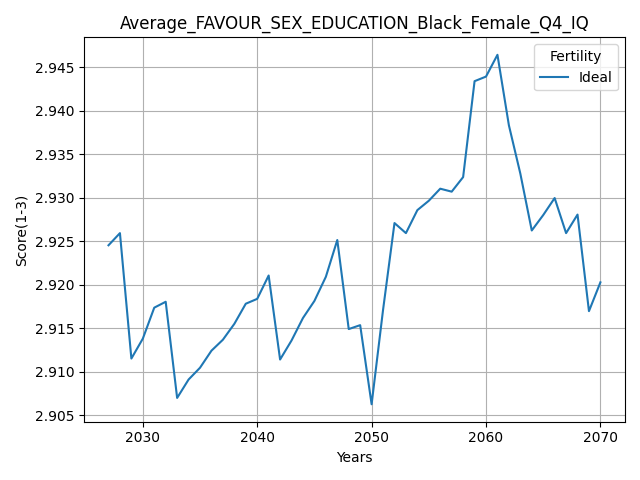 Average_FAVOUR_SEX_EDUCATION_Black_Female_Q4_IQ
Fertility
Ideal
Score(1-3)
2.945
2.940
2.935
2.930
2.925
2.920
2.915
2.910
2.905
2030 2040 2050 2060 2070
Years